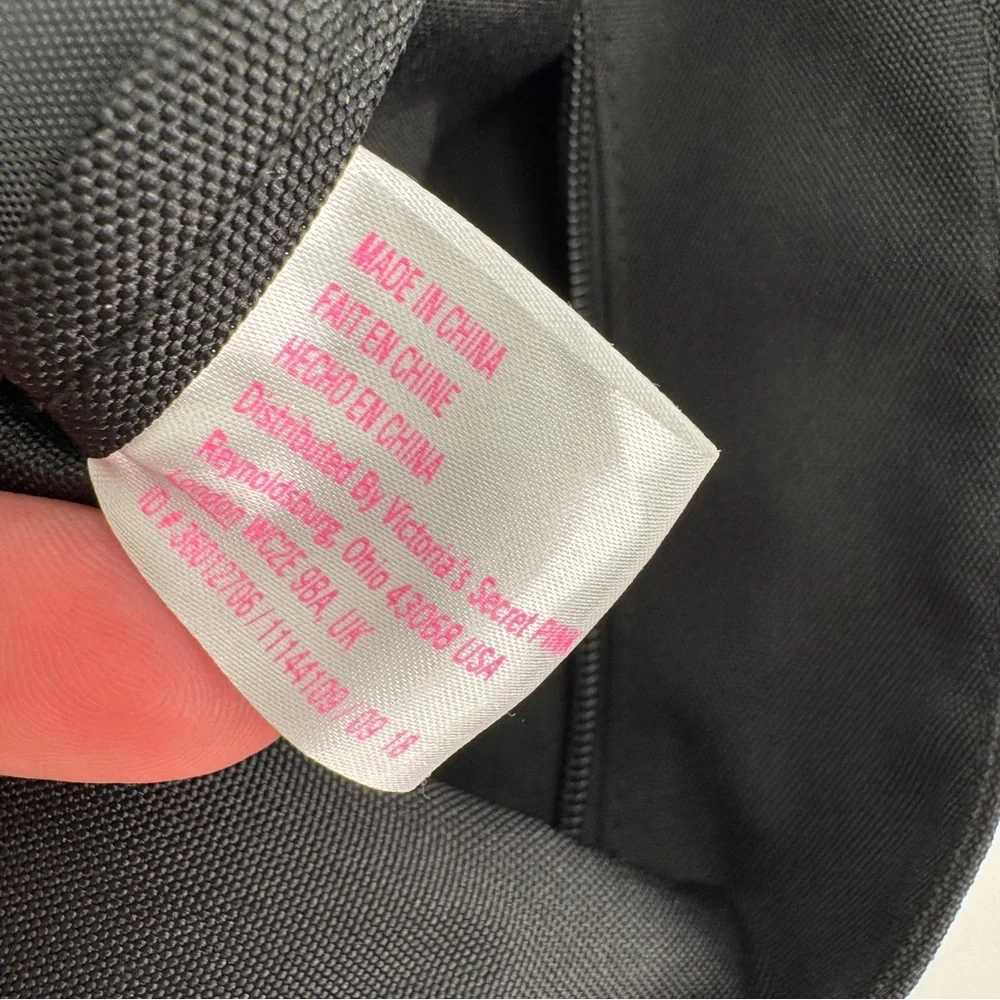 MADE IN CHINA
FAIT EN CHINE
HECHO EN CHINA
Distributed By Victoria's Secret PINK
Reynoldsburg, Ohio 43068 USA
London WC2E 9BA, UK
ID # 36012706 / 11144109 / 09 18